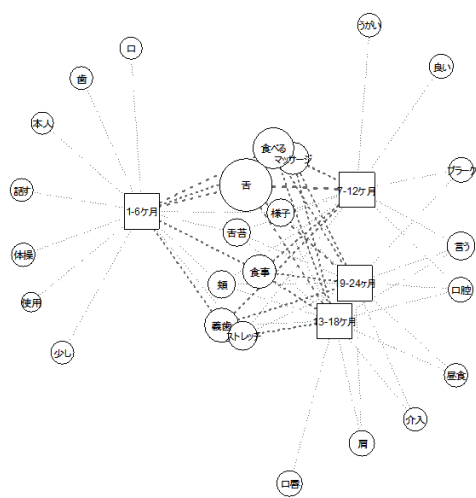 うがい
口
良い
歯
本人
食べる
マッサージ
プラーク
舌
話す
7-12ケ月
1-6ケ月
様子
舌苔
言う
体操
食事
頬
9-24ケ月
口腔
使用
義歯
13-18ケ月
ストレッチ
少し
昼食
介入
肩
口唇